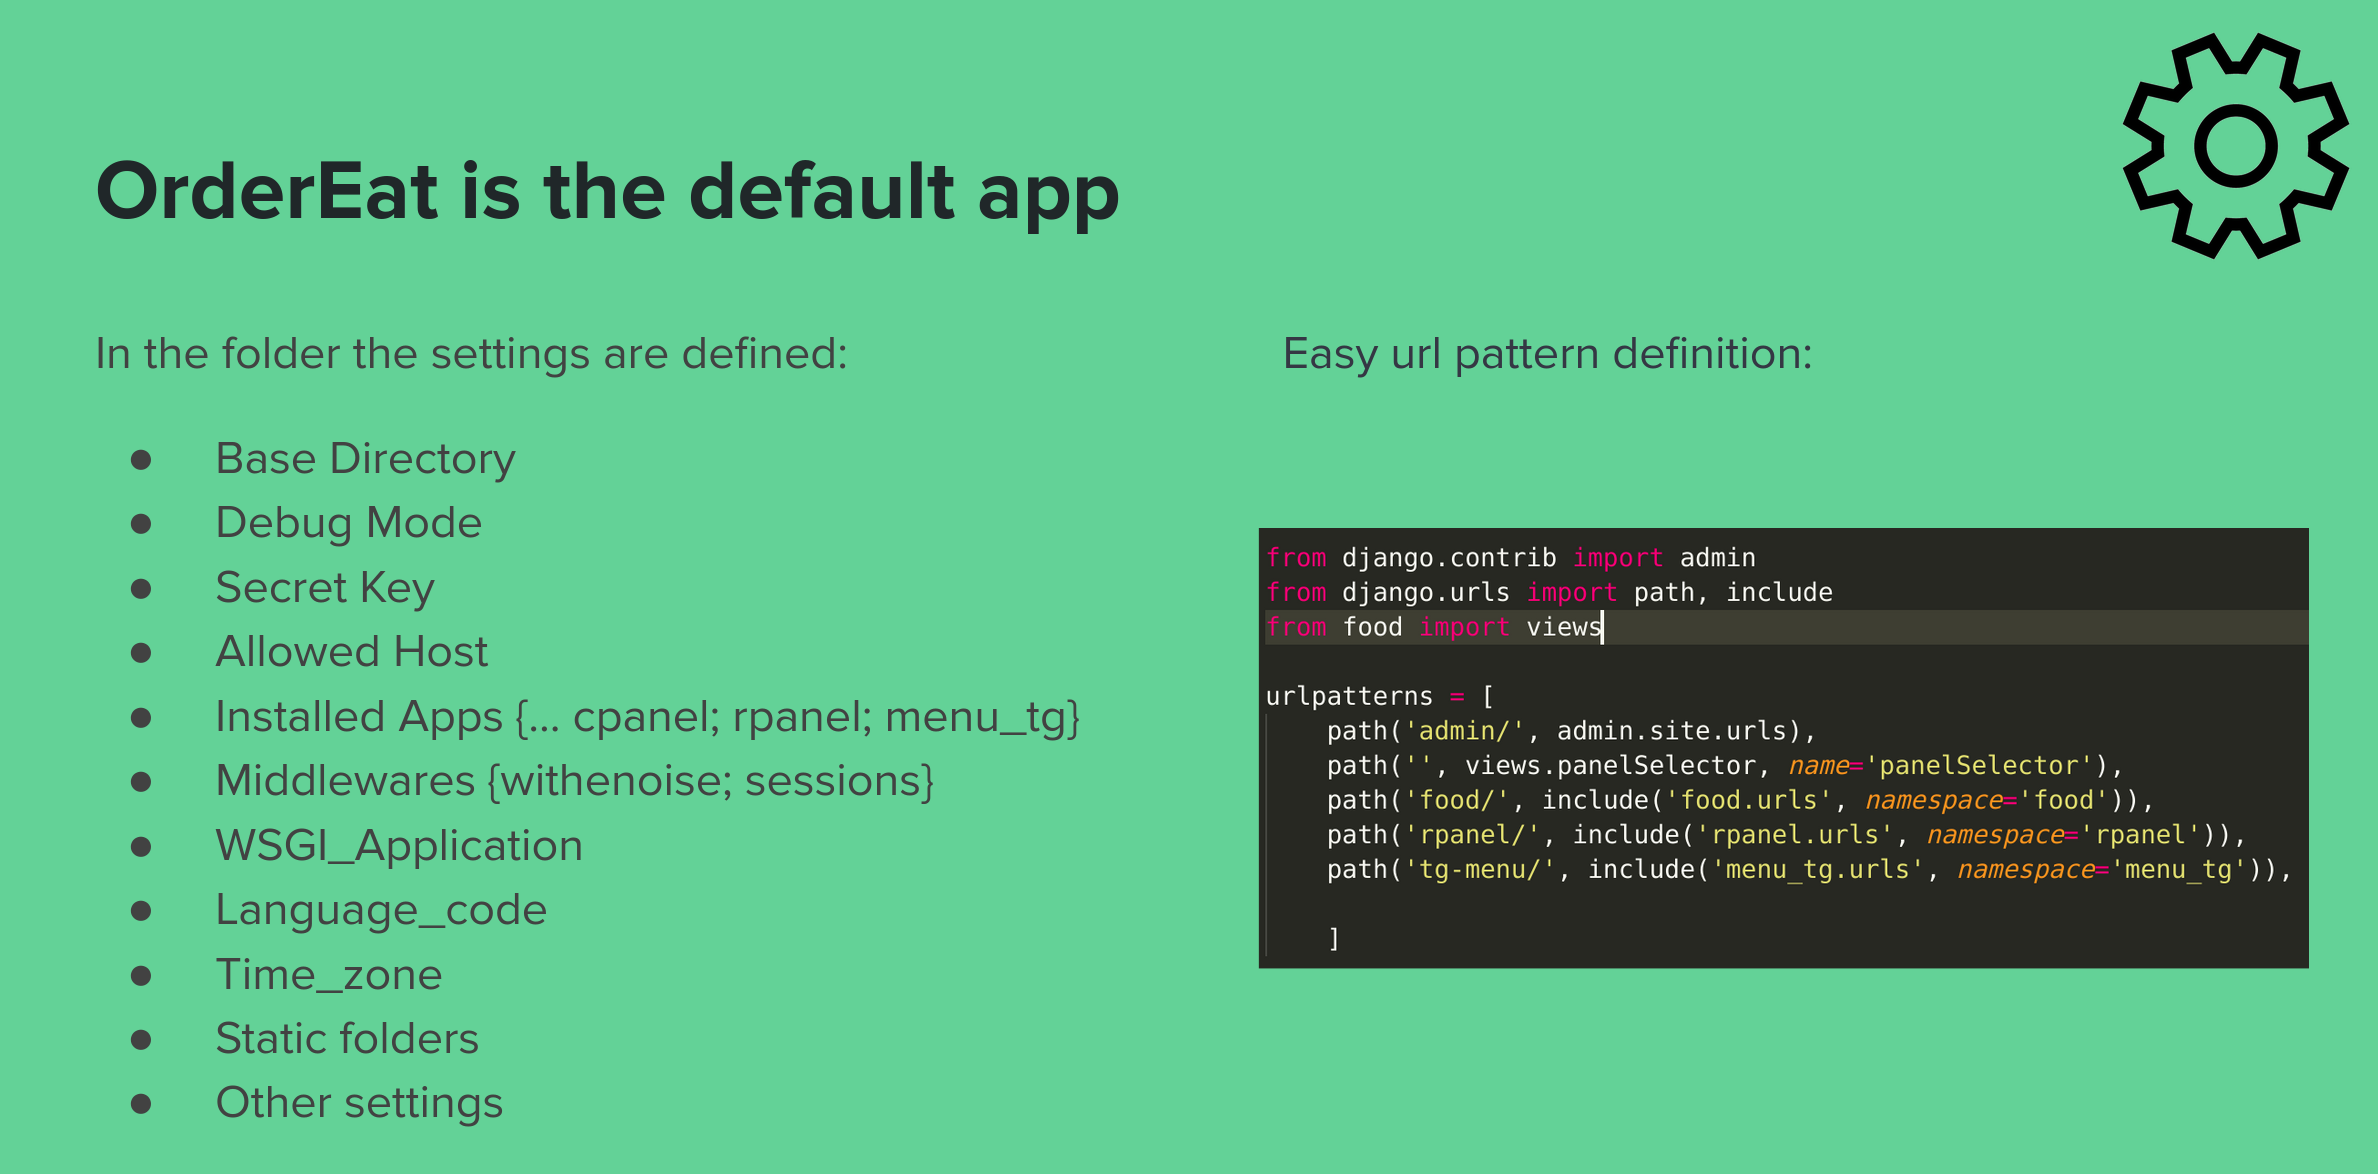 OrderEat is the default app
In the folder the settings are defined:
● Base Directory
● Debug Mode
● Secret Key
● Allowed Host
● Installed Apps {... cpanel; rpanel; menu_tg}
● Middlewares {withenoise; sessions}
● WSGI_Application
● Language_code
● Time_zone
● Static folders
● Other settings
Easy url pattern definition:
from django.contrib import admin
from django.urls import path, include
from food import views
urlpatterns = [
    path('admin/', admin.site.urls),
    path('', views.panelSelector, name='panelSelector'),
    path('food/', include('food.urls', namespace='food')),
    path('rpanel/', include('rpanel.urls', namespace='rpanel')),
    path('tg-menu/', include('menu_tg.urls', namespace='menu_tg')),
    ]